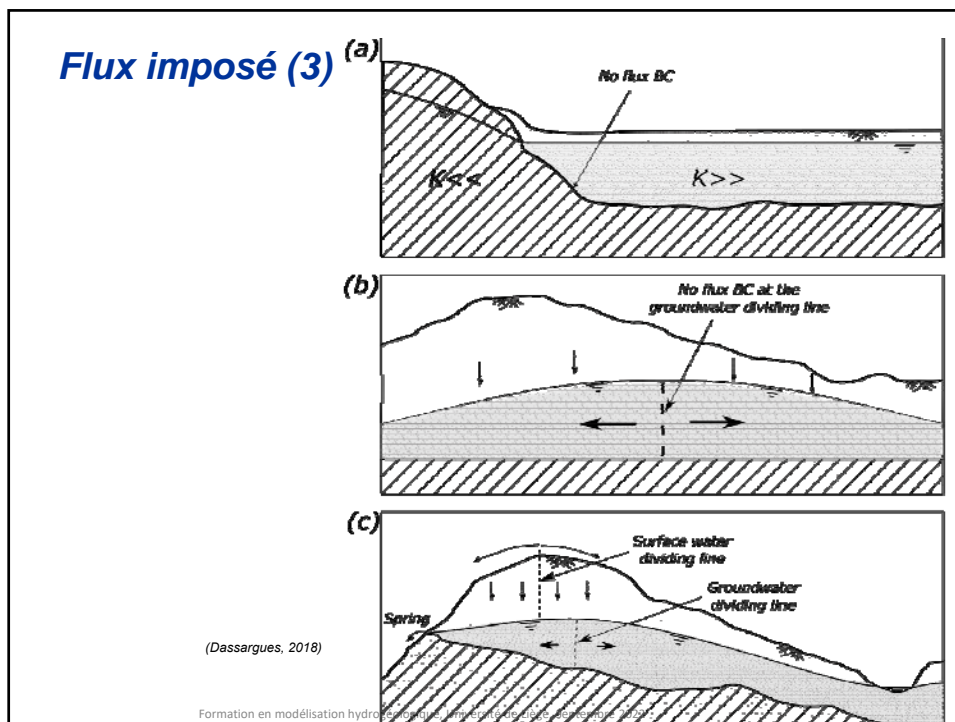 Flux imposé (3)
(a)
No flux BC
K<<
K>>
(b)
No flux BC at the
groundwater dividing line
(c)
Surface water
dividing line
Groundwater
dividing line
Spring
(Dassargues, 2018)
Formation en modélisation hydrogéologique, Université de Liège, Septembre